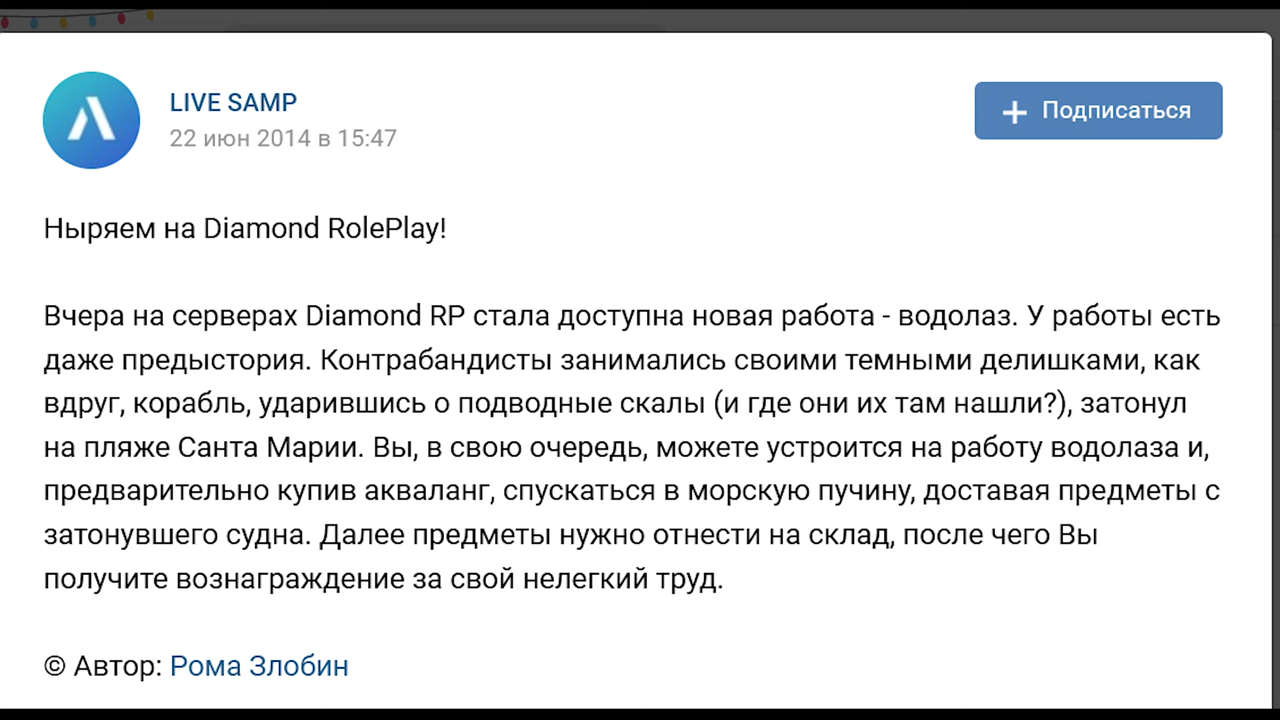 LIVE SAMP
22 июн 2014 в 15:47
Подписаться
Ныряем на Diamond RolePlay!
Вчера на серверах Diamond RP стала доступна новая работа - водолаз. У работы есть
даже предыстория. Контрабандисты занимались своими темными делишками, как
вдруг, корабль, ударившись о подводные скалы (и где они их там нашли?), затонул
на пляже Санта Марии. Вы, в свою очередь, можете устроится на работу водолаза и,
предварительно купив акваланг, спускаться в морскую пучину, доставая предметы с
затонувшего судна. Далее предметы нужно отнести на склад, после чего Вы
получите вознаграждение за свой нелегкий труд.
© Автор: Рома Злобин